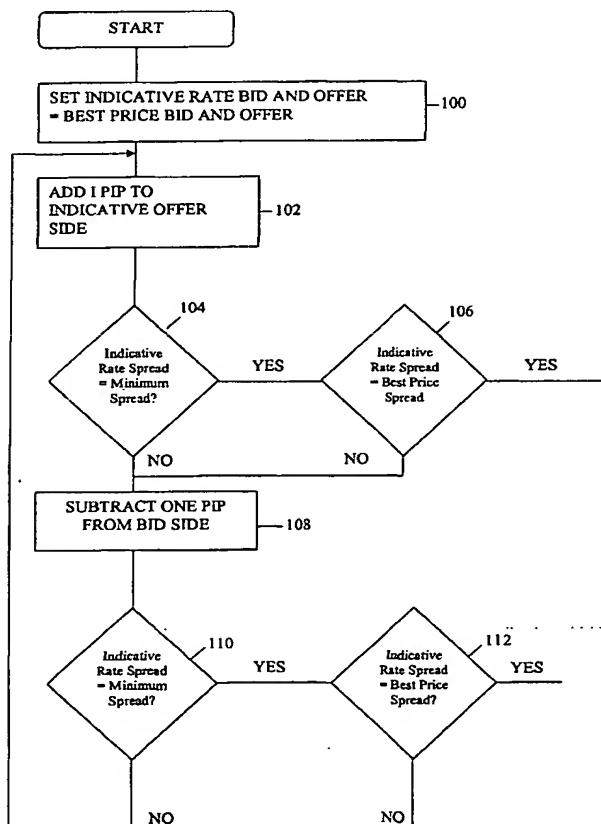 START
SET INDICATIVE RATE BID AND OFFER
= BEST PRICE BID AND OFFER
100
ADD I PIP TO
INDICATIVE OFFER
SIDE
102
104
Indicative
Rate Spread
= Minimum
Spread?
YES
106
Indicative
Rate Spread
= Best Price
Spread
YES
NO
NO
SUBTRACT ONE PIP
FROM BID SIDE
108
110
Indicative
Rate Spread
= Minimum
Spread?
YES
112
Indicative
Rate Spread
= Best Price
Spread?
YES
NO
NO